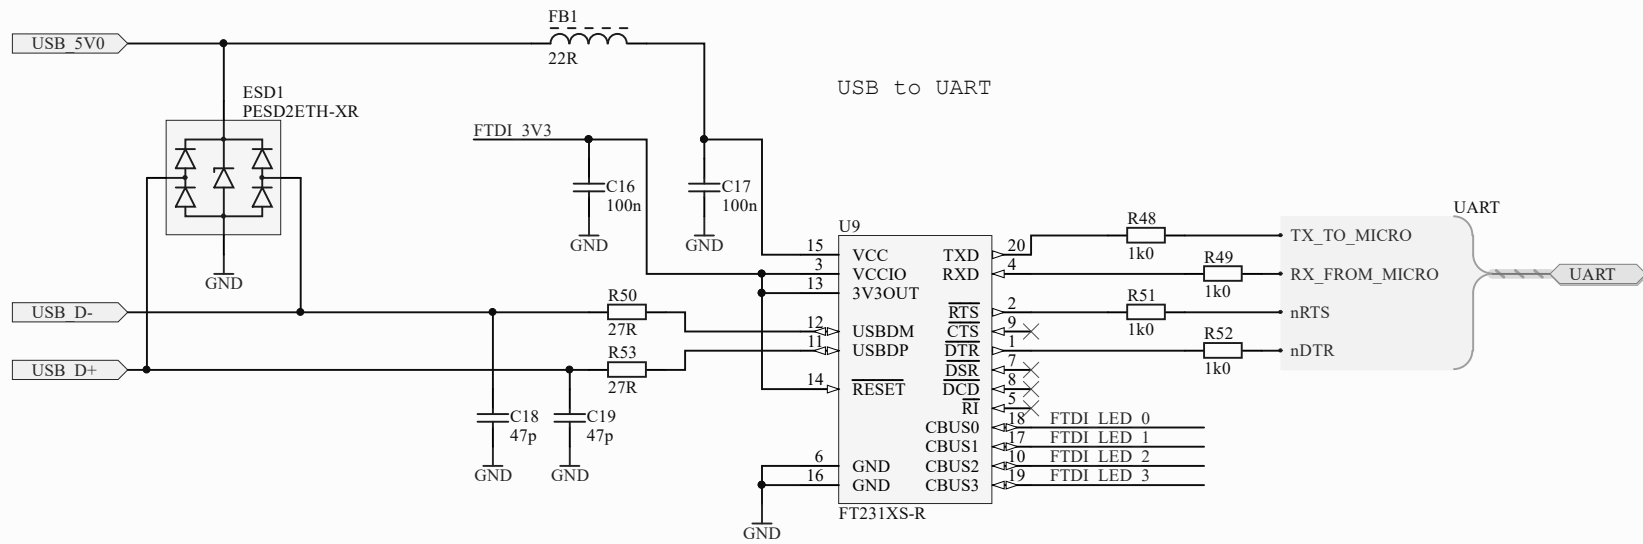 FB1
USB_5V0
22R
USB to UART
ESD1
PESD2ETH-XR
FTDI_3V3
C16
100n
C17
100n
GND
GND
GND
U9
15
VCC
3
VCCIO
13
3V3OUT
12
USBDM
11
USBDP
14
RESET
6
GND
16
GND
TXD
20
RXD
4
RTS
2
CTS
9
DTR
1
DSR
7
DCD
8
RI
5
CBUS0
18
FTDI_LED_0
CBUS1
17
FTDI_LED_1
CBUS2
10
FTDI_LED_2
CBUS3
19
FTDI_LED_3
FT231XS-R
GND
R48
1k0
R49
1k0
R51
1k0
R52
1k0
UART
TX_TO_MICRO
RX_FROM_MICRO
nRTS
nDTR
UART
USB_D-
R50
27R
USB_D+
R53
27R
C18
47p
C19
47p
GND
GND